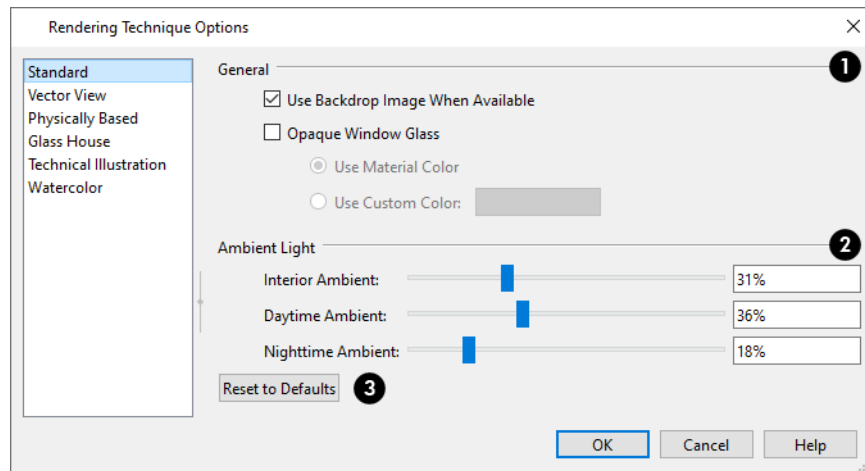 Rendering Technique Options
Standard
Vector View
Physically Based
Glass House
Technical Illustration
Watercolor
General
1
Use Backdrop Image When Available
Opaque Window Glass
Use Material Color
Use Custom Color:
Ambient Light
2
Interior Ambient: 31%
Daytime Ambient: 36%
Nighttime Ambient: 18%
Reset to Defaults 3
OK Cancel Help